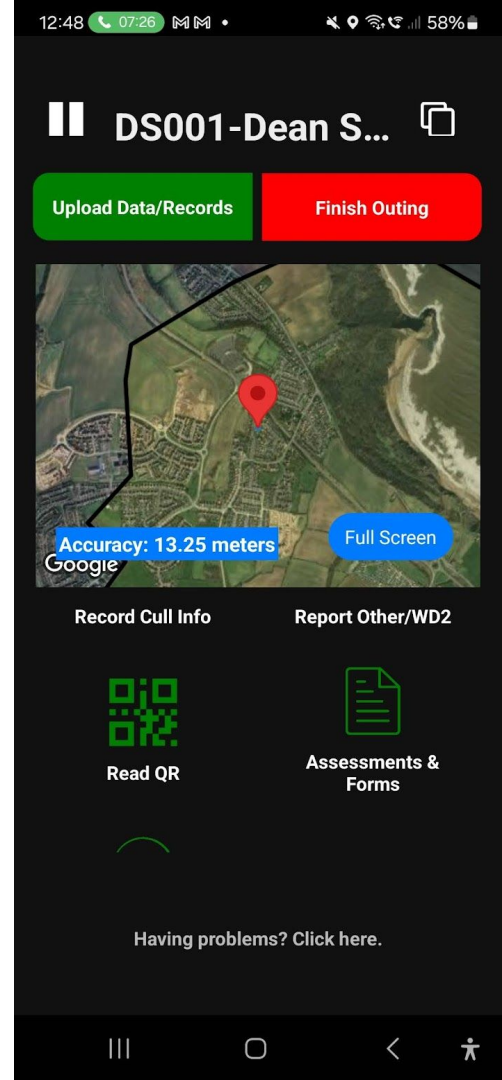 12:48 07:26 58%
DS001-Dean S...
Upload Data/Records Finish Outing
Accuracy: 13.25 meters
Full Screen
Google
Record Cull Info Report Other/WD2
Read QR
Assessments &
Forms
Having problems? Click here.